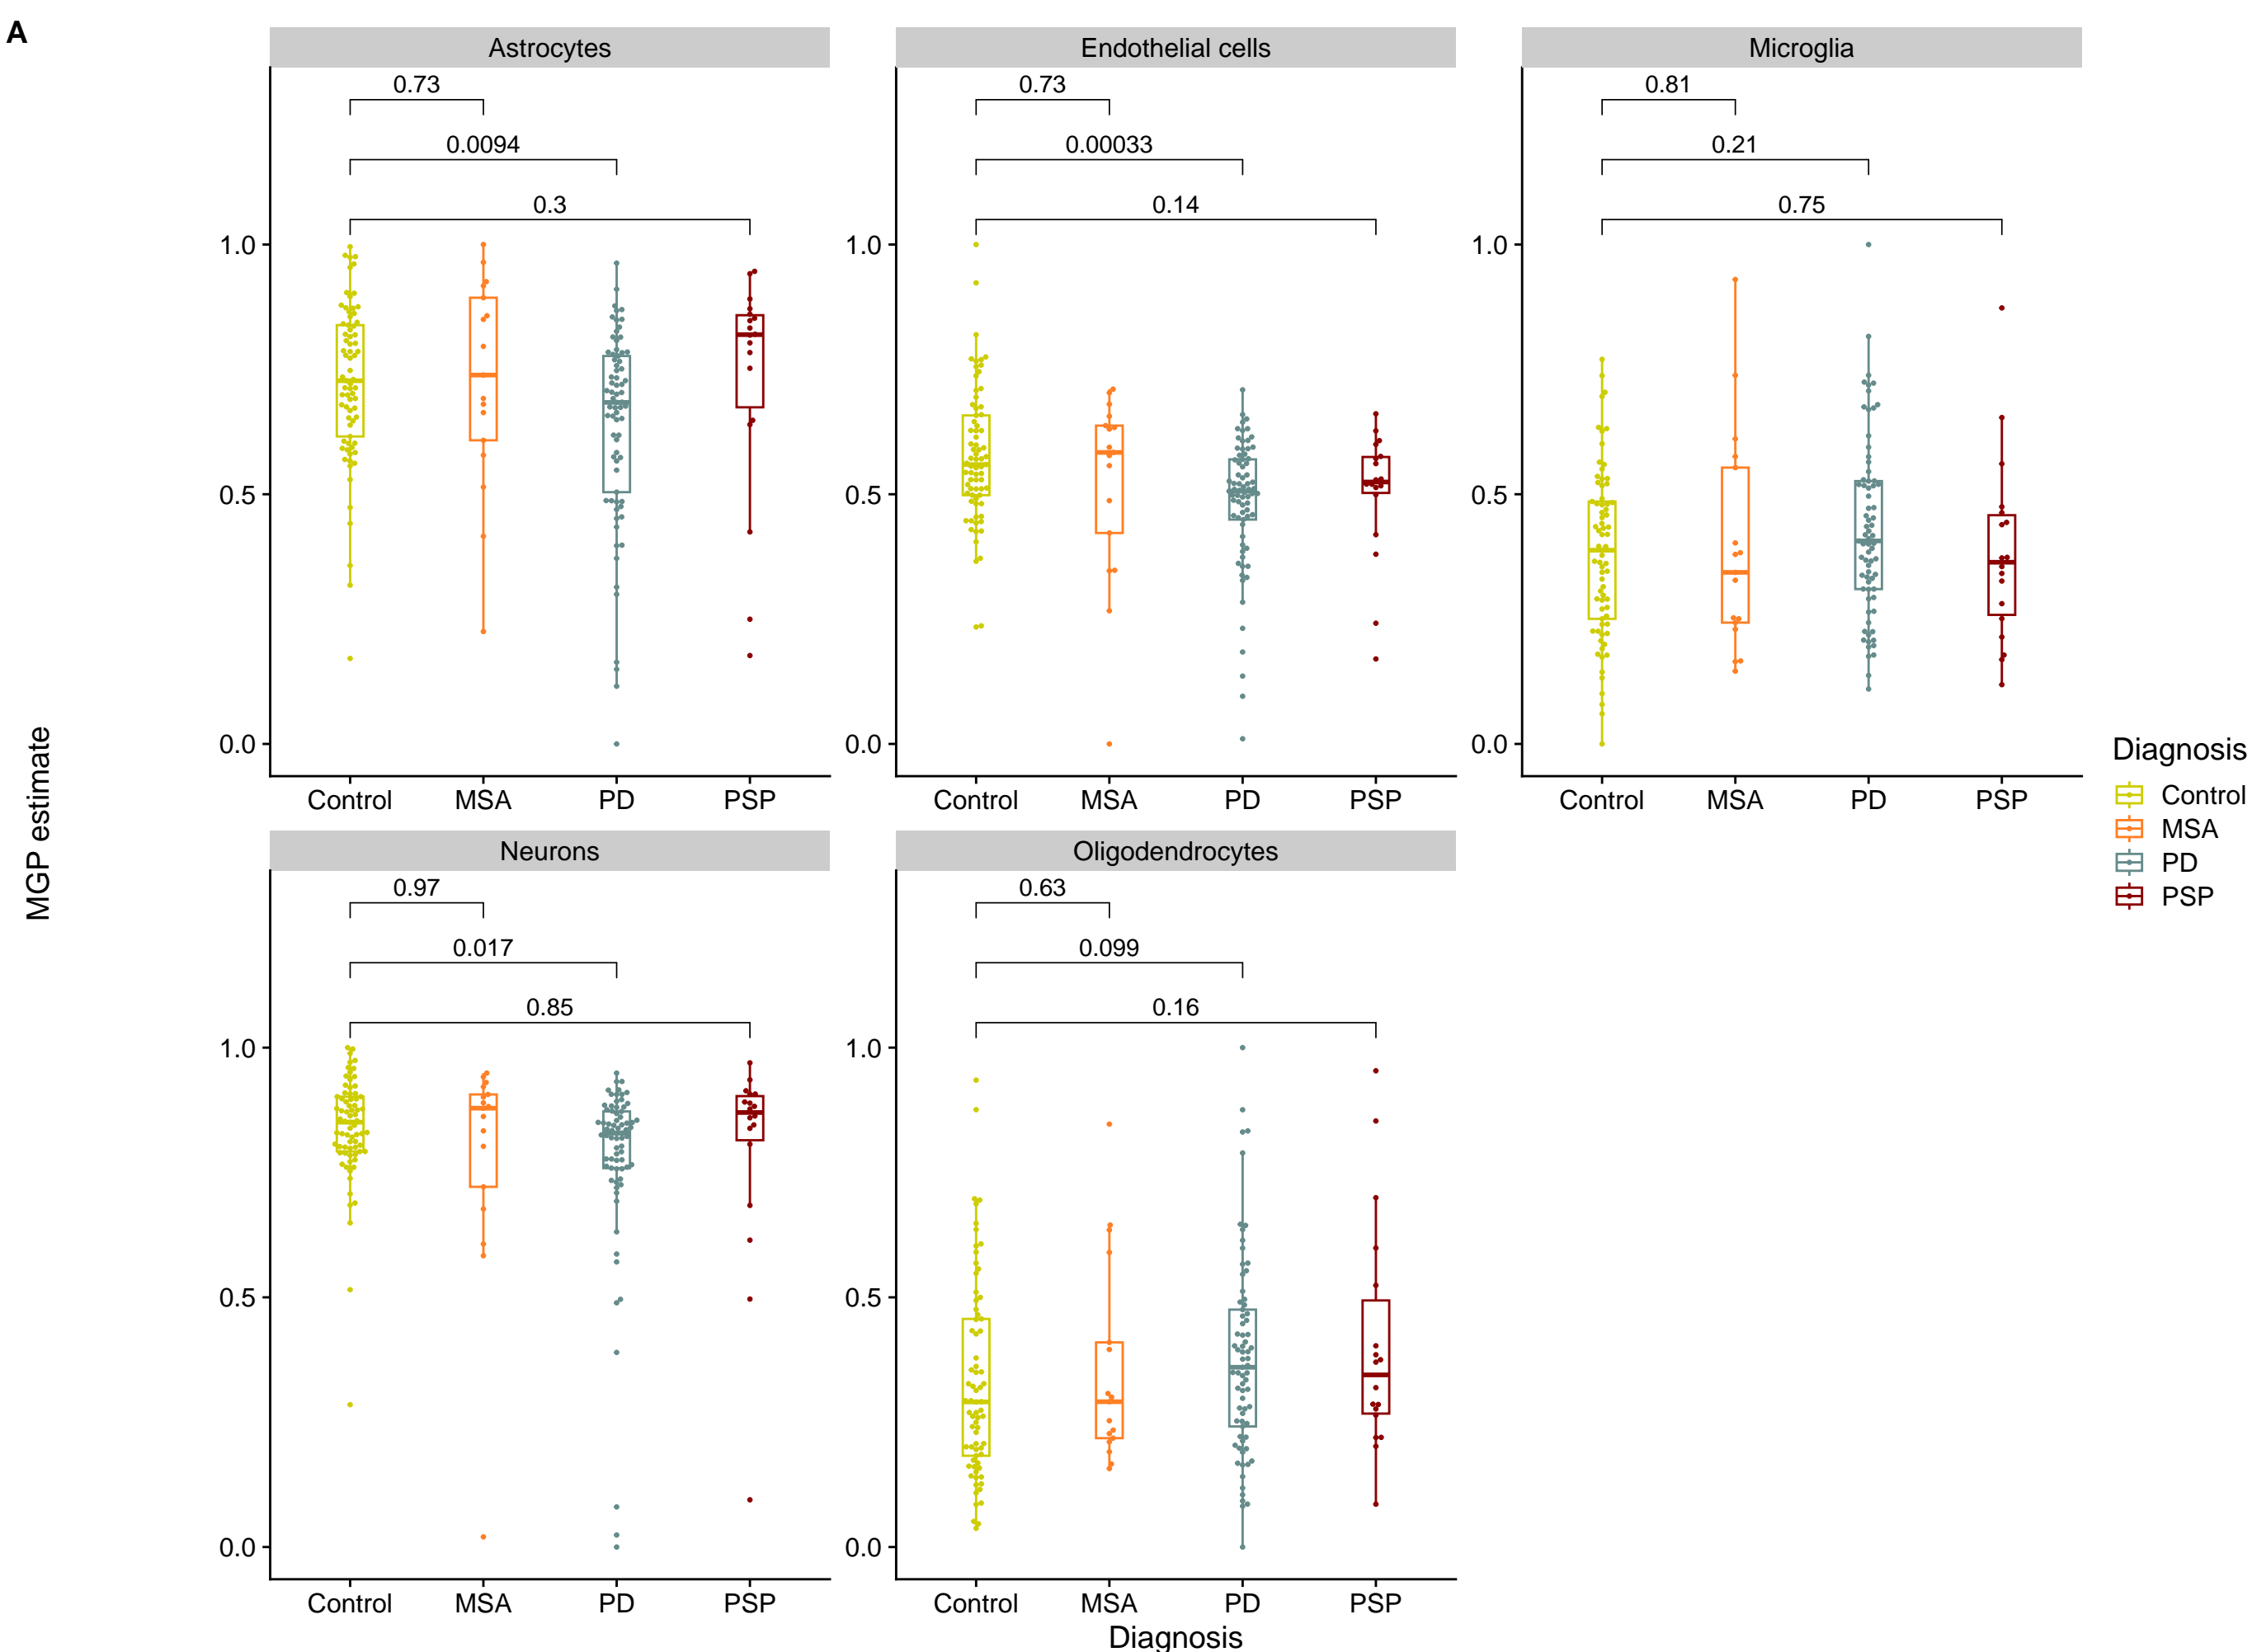 A
Astrocytes
0.73
0.0094
0.3
1.0
0.5
0.0
Control MSA PD PSP
Endothelial cells
0.73
0.00033
0.14
1.0
0.5
0.0
Control MSA PD PSP
Microglia
0.81
0.21
0.75
1.0
0.5
0.0
Control MSA PD PSP
Neurons
0.97
0.017
0.85
1.0
0.5
0.0
Control MSA PD PSP
Oligodendrocytes
0.63
0.099
0.16
1.0
0.5
0.0
Control MSA PD PSP
MGP estimate
Diagnosis
Diagnosis
Control
MSA
PD
PSP